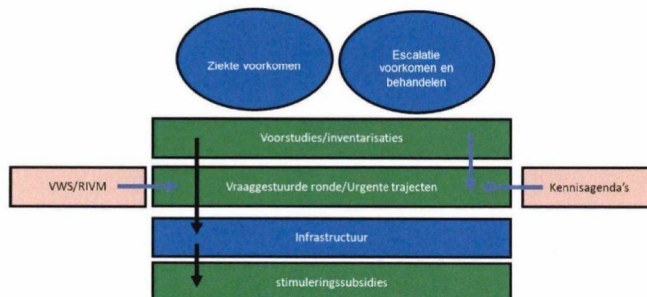 Ziekte voorkomen
Escalatie
voorkomen en
behandelen
Voorstudies/inventarisaties
VWS/RIVM
Vraaggestuurde ronde/Urgente trajecten
Kennisagenda's
Infrastructuur
stimuleringssubsidies